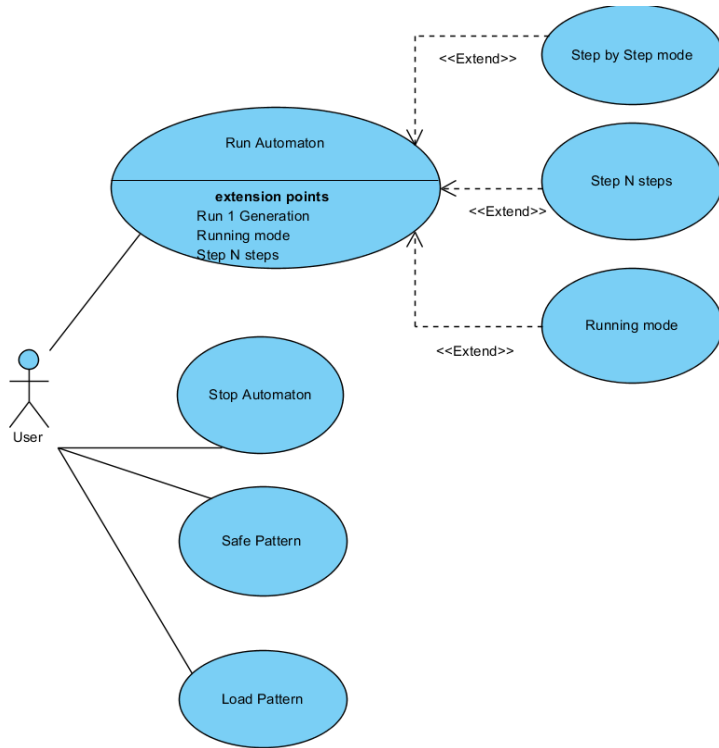 Step by Step mode
<<Extend>>
Run Automaton
Step N steps
extension points
Run 1 Generation
<<Extend>>
Running mode
Step N steps
Running mode
<<Extend>>
Stop Automaton
User
Safe Pattern
Load Pattern